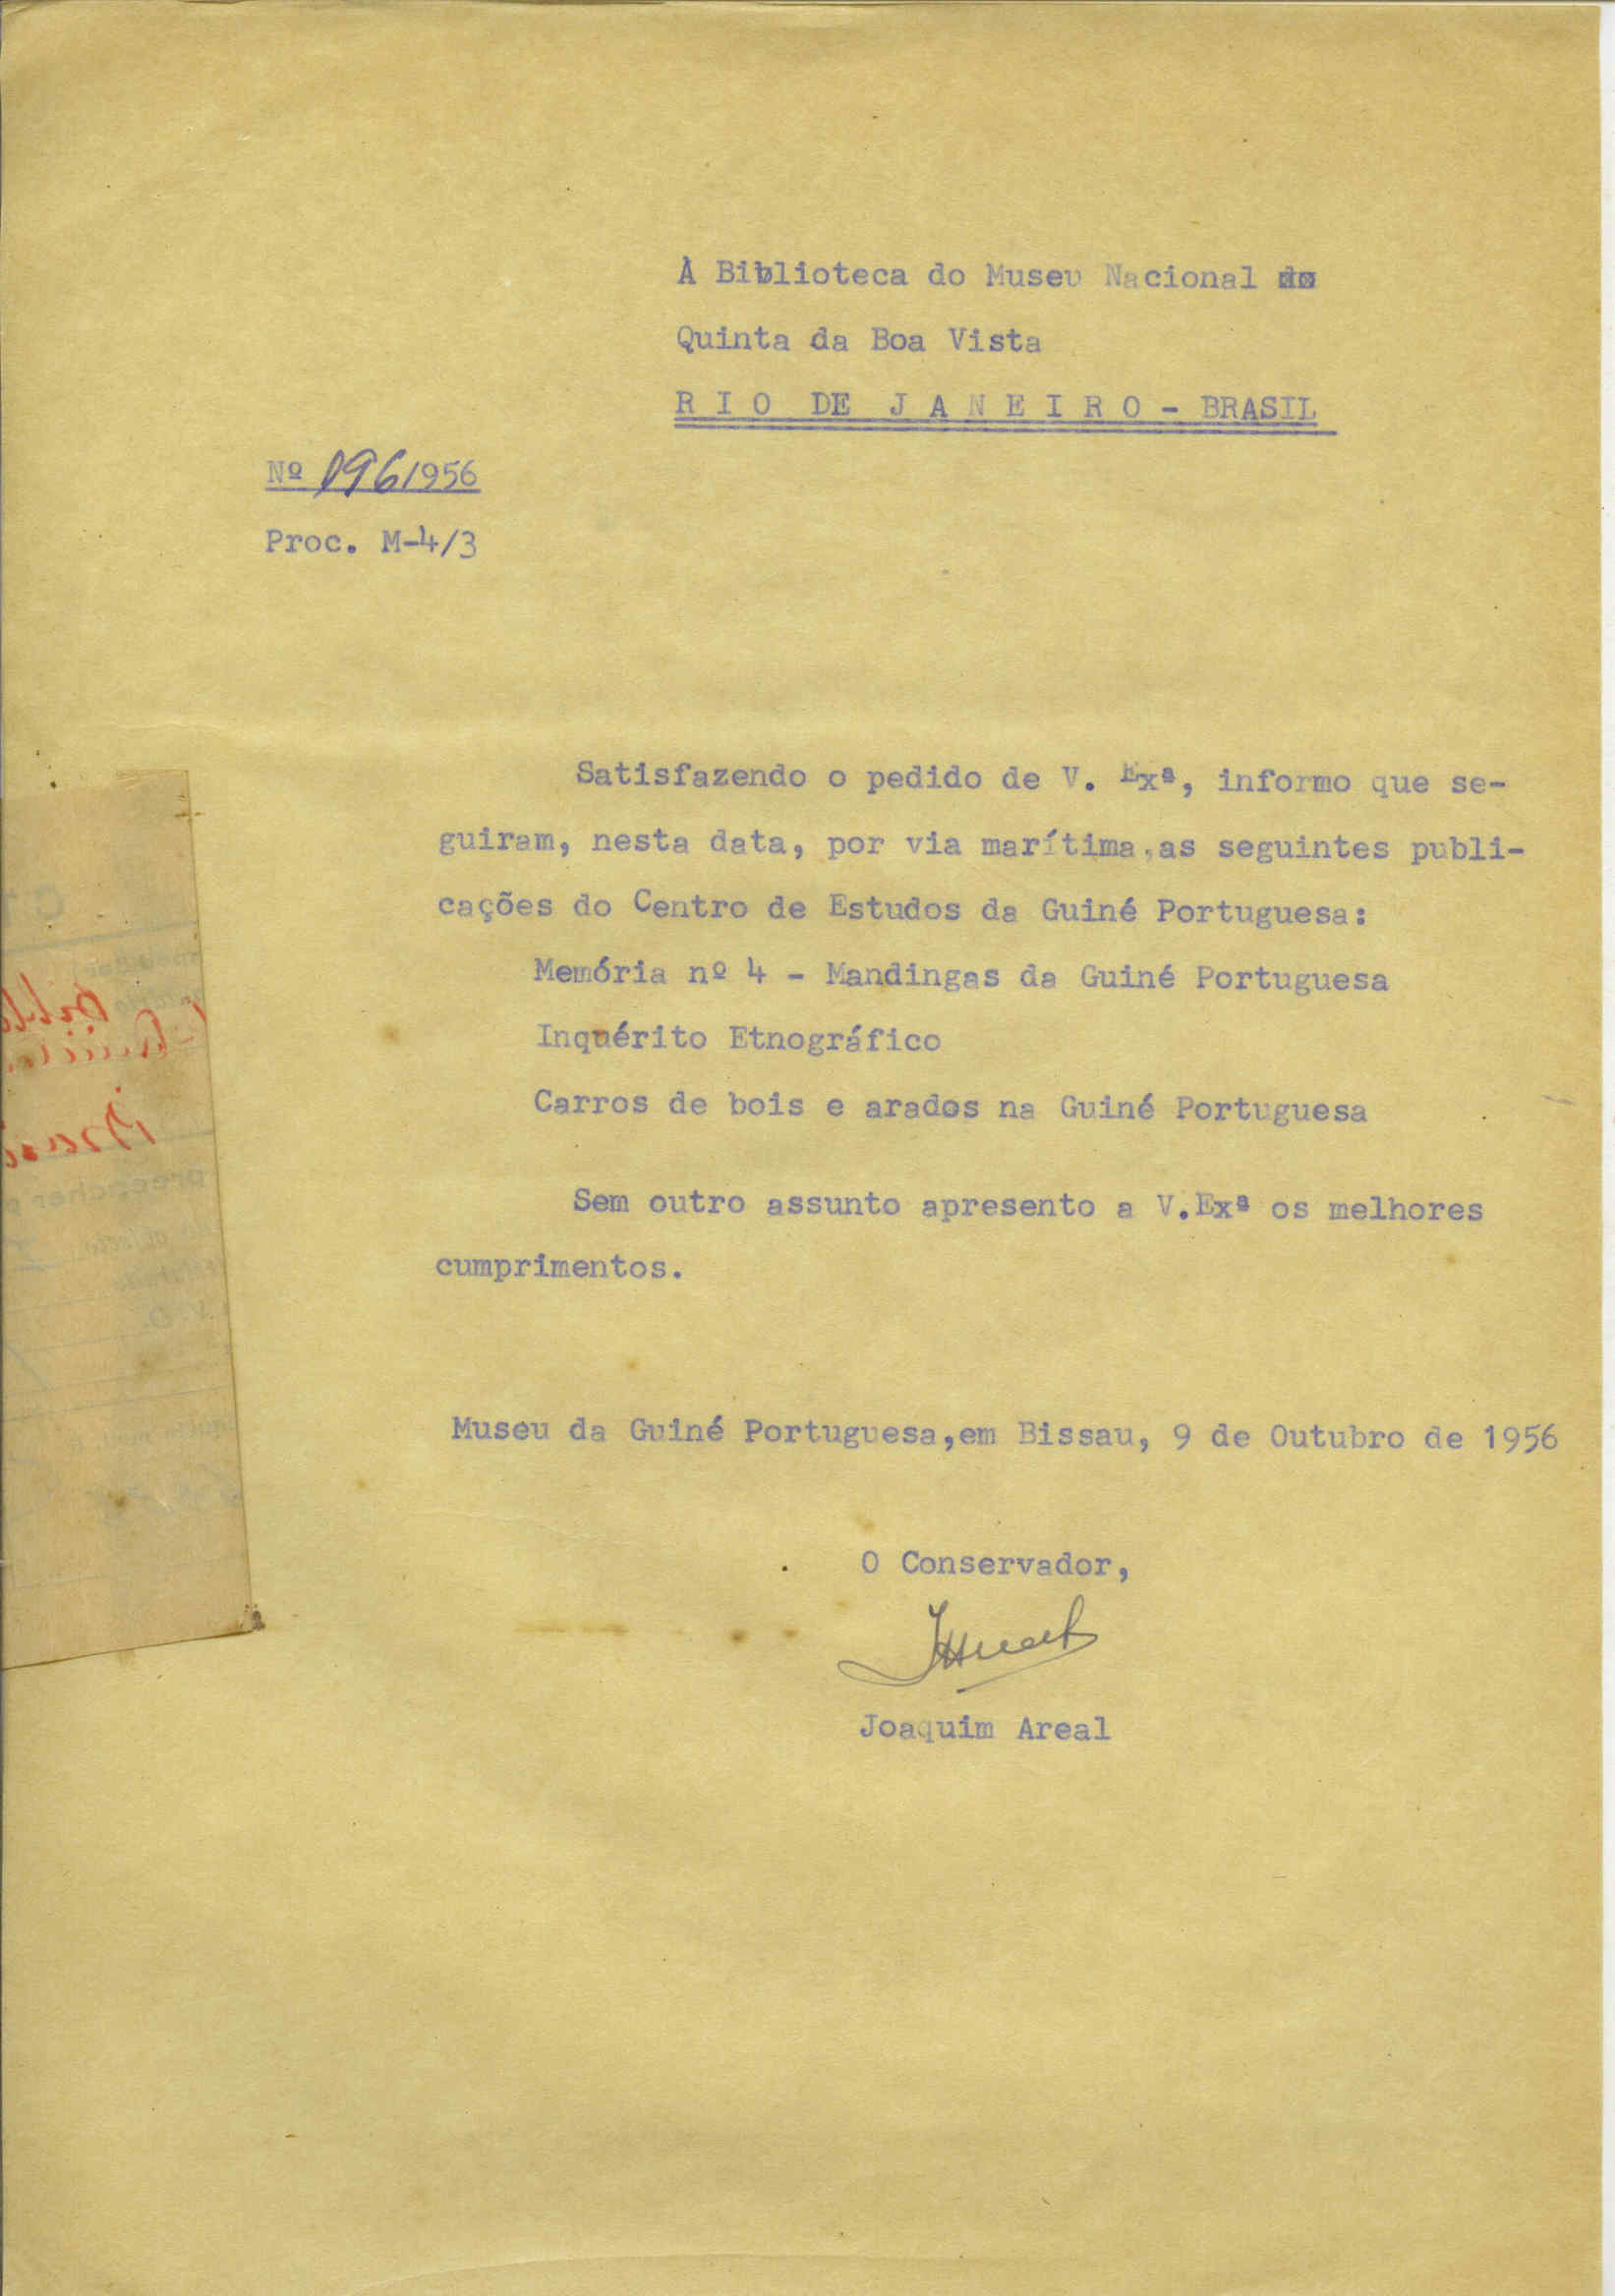 À Biblioteca do Museu Nacional
Quinta da Boa Vista
R I O DE J A N E I R O - BRASIL
Nº 196/956
Proc. M-4/3
Satisfazendo o pedido de V. Exª, informo que se-
guiram, nesta data, por via marítima,as seguintes publi-
cações do Centro de Estudos da Guiné Portuguesa:
Memória nº 4 - Mandingas da Guiné Portuguesa
Inquérito Etnográfico
Carros de bois e arados na Guiné Portuguesa
Sem outro assunto apresento a V.Exª os melhores
cumprimentos.
Museu da Guiné Portuguesa,em Bissau, 9 de Outubro de 1956
O Conservador,
Joaquim Areal